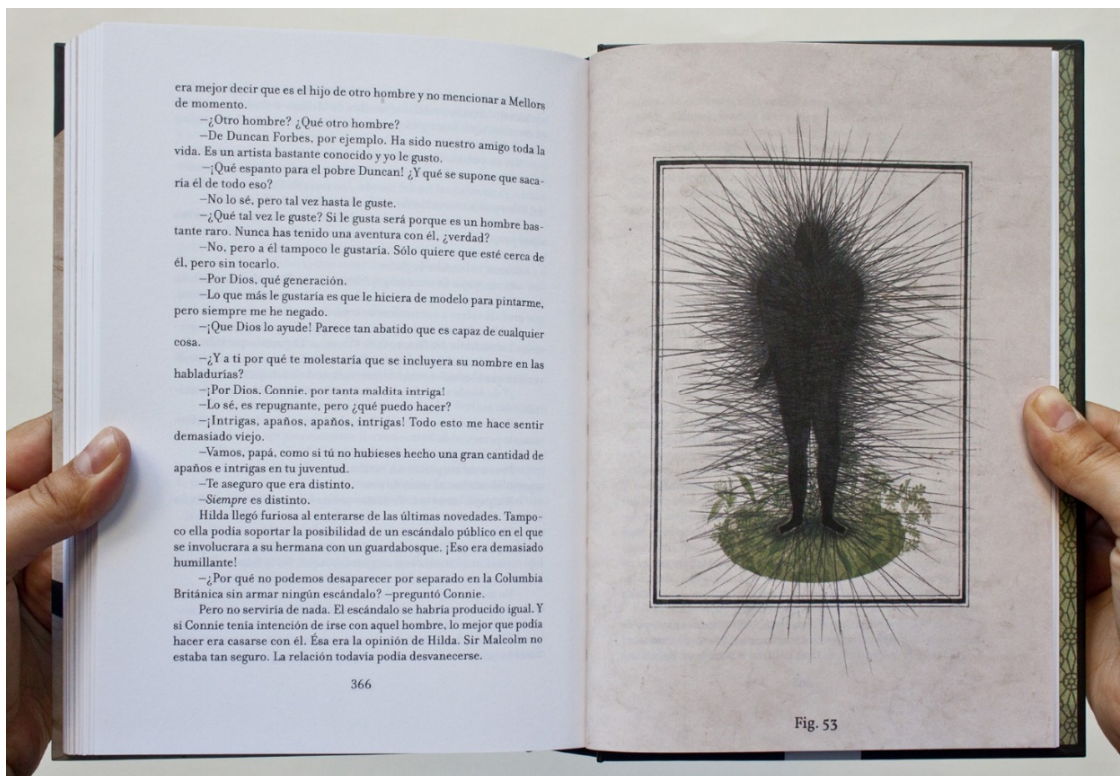 era mejor decir que es el hijo de otro hombre y no mencionar a Mellors
de momento.
—¿Otro hombre? ¿Qué otro hombre?
—De Duncan Forbes, por ejemplo. Ha sido nuestro amigo toda la
vida. Es un artista bastante conocido y yo le gusto.
—¡Qué espanto para el pobre Duncan! ¿Y qué se supone que saca-
ría él de todo eso?
—No lo sé, pero tal vez hasta le guste.
—¿Qué tal vez le guste? Si le gusta será porque es un hombre bas-
tante raro. Nunca has tenido una aventura con él, ¿verdad?
—No, pero a él tampoco le gustaría. Sólo quiere que esté cerca de
él, pero sin tocarlo.
—Por Dios, qué generación.
—Lo que más le gustaría es que le hiciera de modelo para pintarme,
pero siempre me he negado.
—¡Que Dios lo ayude! Parece tan abatido que es capaz de cualquier
cosa.
—¿Y a ti por qué te molestaría que se incluyera su nombre en las
habladurías?
—¡Por Dios, Connie, por tanta maldita intriga!
—Lo sé, es repugnante, pero ¿qué puedo hacer?
—¡Intrigas, apaños, apaños, intrigas! Todo esto me hace sentir
demasiado viejo.
—Vamos, papá, como si tú no hubieses hecho una gran cantidad de
apaños e intrigas en tu juventud.
—Te aseguro que era distinto.
—Siempre es distinto.
Hilda llegó furiosa al enterarse de las últimas novedades. Tampo-
co ella podía soportar la posibilidad de un escándalo público en el que
se involucrara a su hermana con un guardabosque. ¡Eso era demasiado
humillante!
—¿Por qué no podemos desaparecer por separado en la Columbia
Británica sin armar ningún escándalo? —preguntó Connie.
Pero no serviría de nada. El escándalo se habría producido igual. Y
si Connie tenía intención de irse con aquel hombre, lo mejor que podía
hacer era casarse con él. Ésa era la opinión de Hilda. Sir Malcolm no
estaba tan seguro. La relación todavía podía desvanecerse.
366
Fig. 53